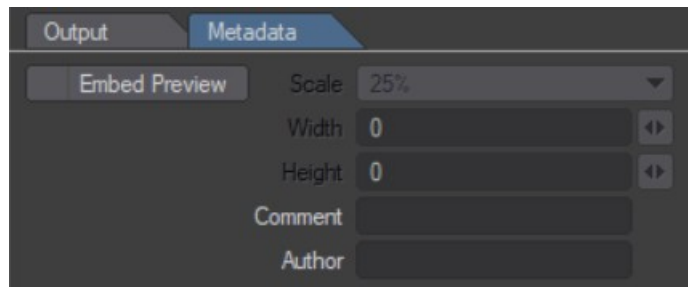 Output Metadata
Embed Preview Scale 25%
Width 0
Height 0
Comment
Author